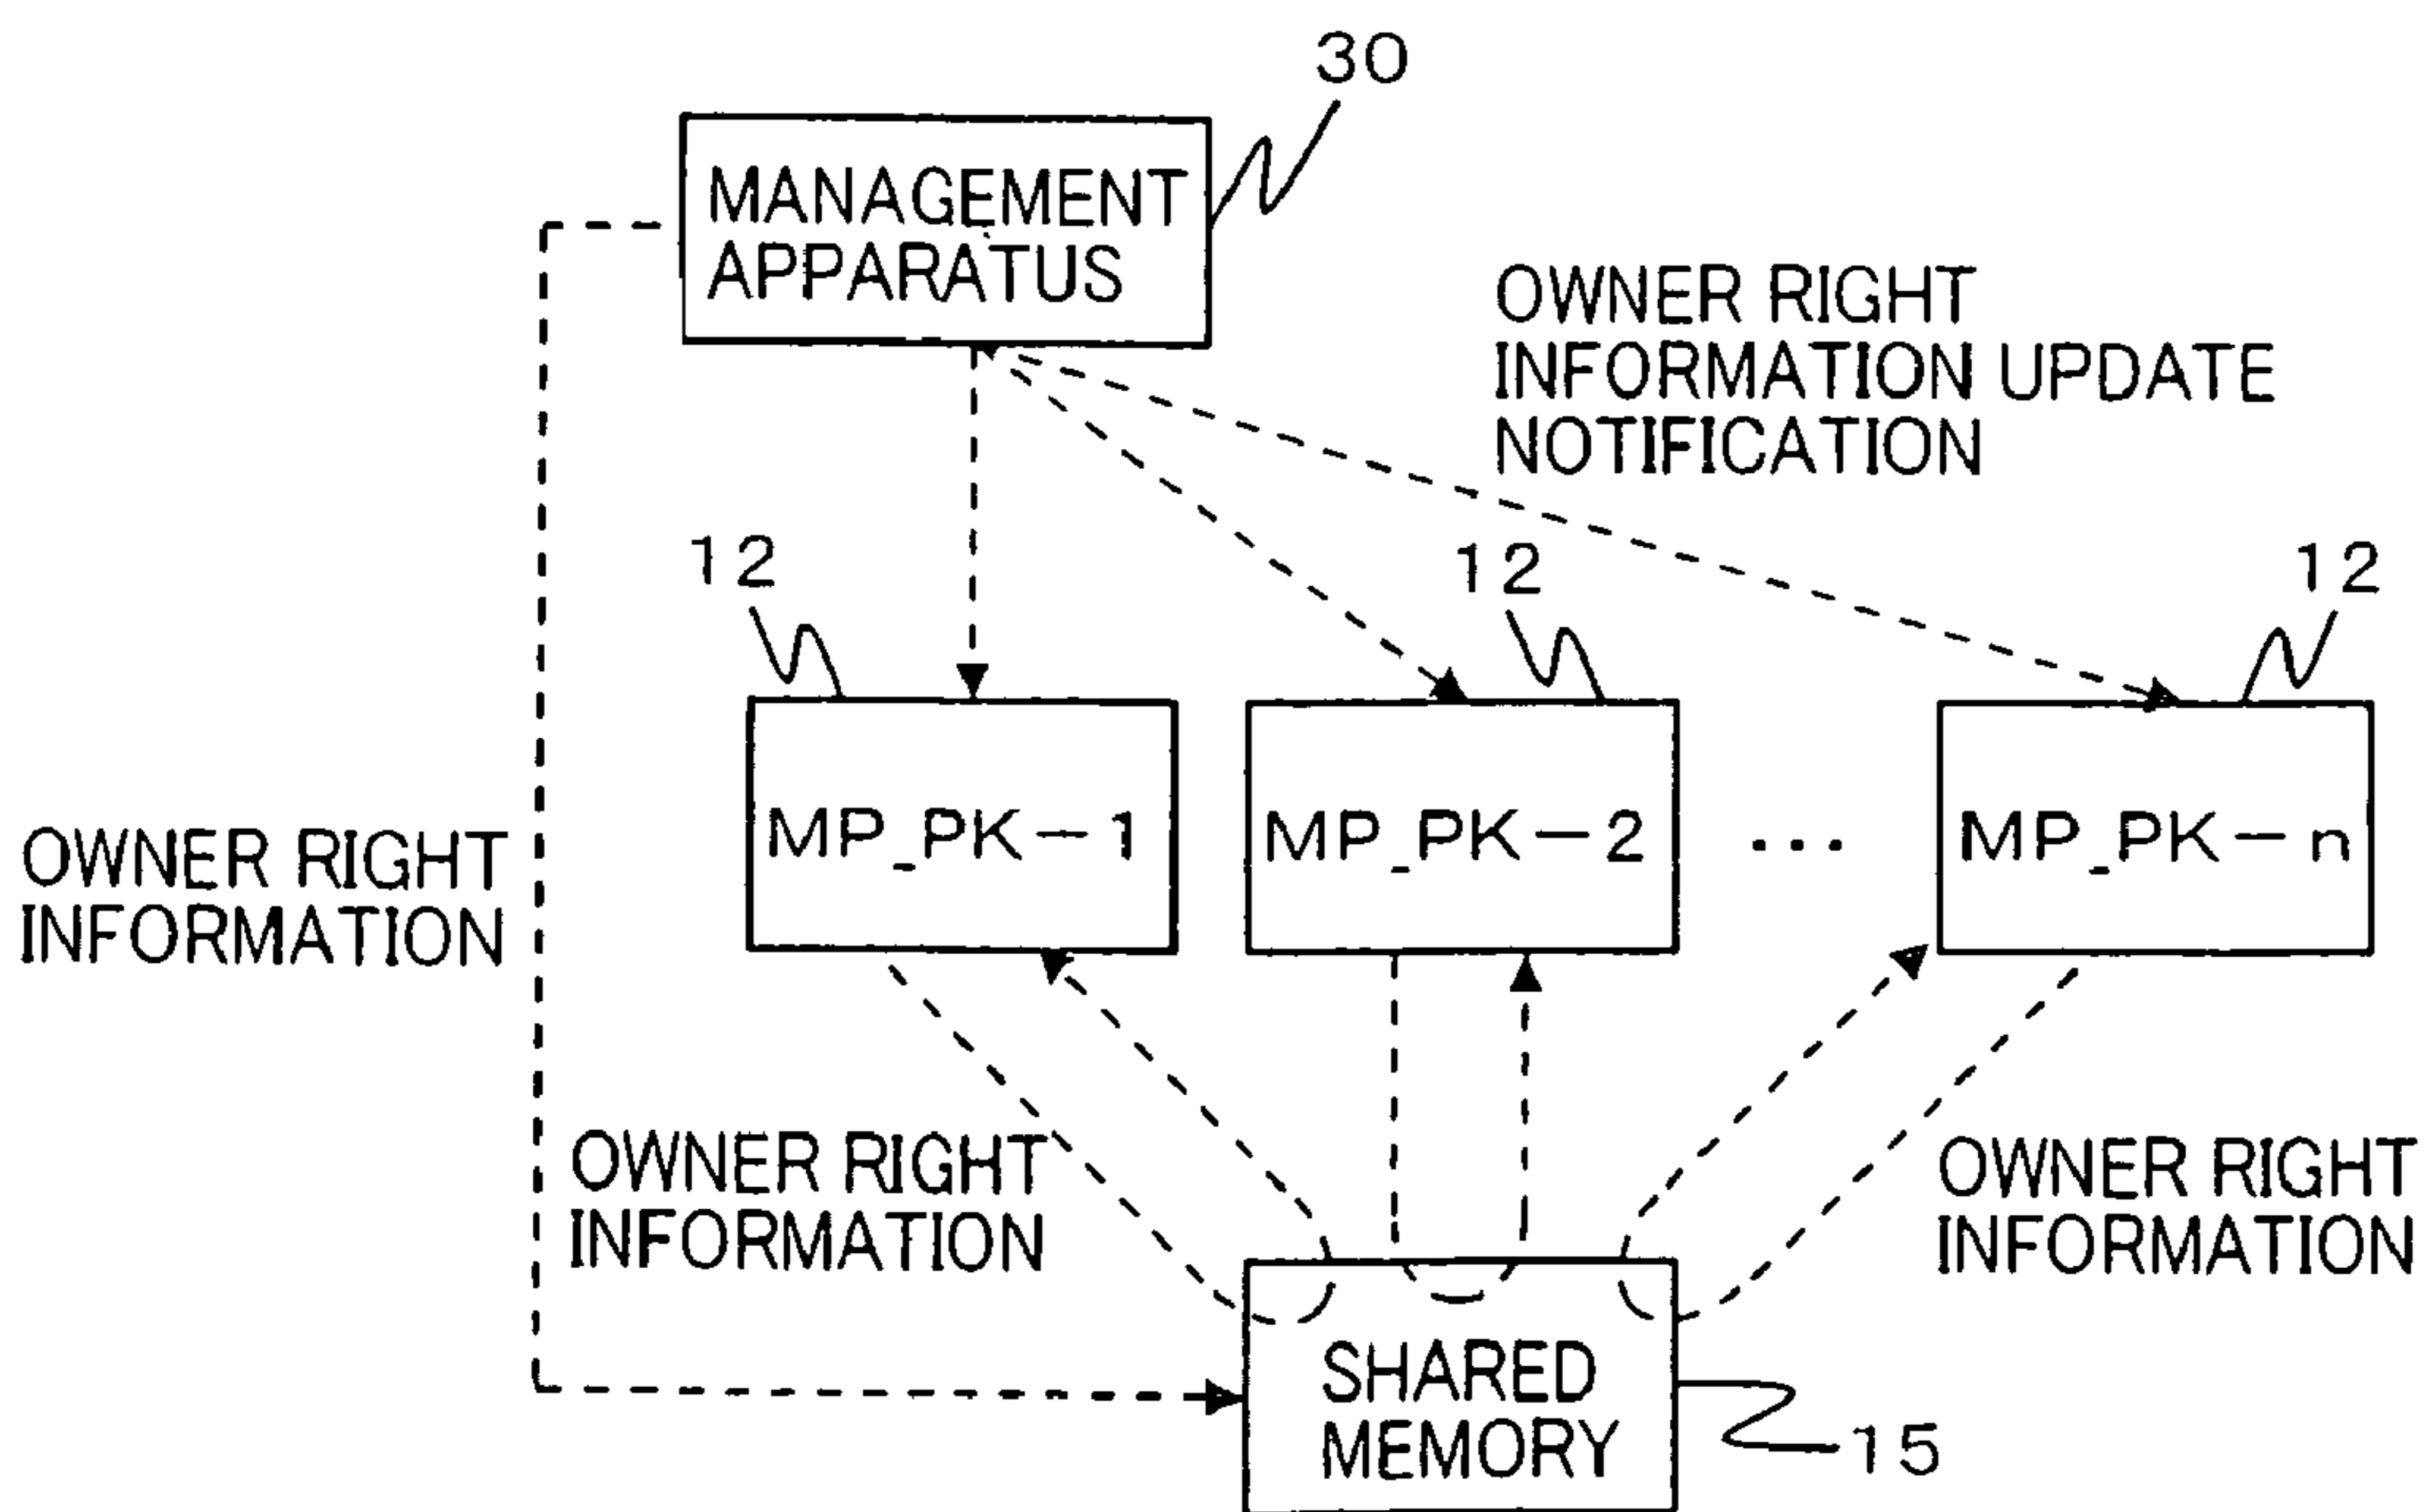 30
MANAGEMENT
APPARATUS
OWNER RIGHT
INFORMATION UPDATE
NOTIFICATION
12
12
12
MP_PK-1
MP_PK-2
...
MP_PK-n
OWNER RIGHT
INFORMATION
OWNER RIGHT
INFORMATION
OWNER RIGHT
INFORMATION
SHARED
MEMORY
15